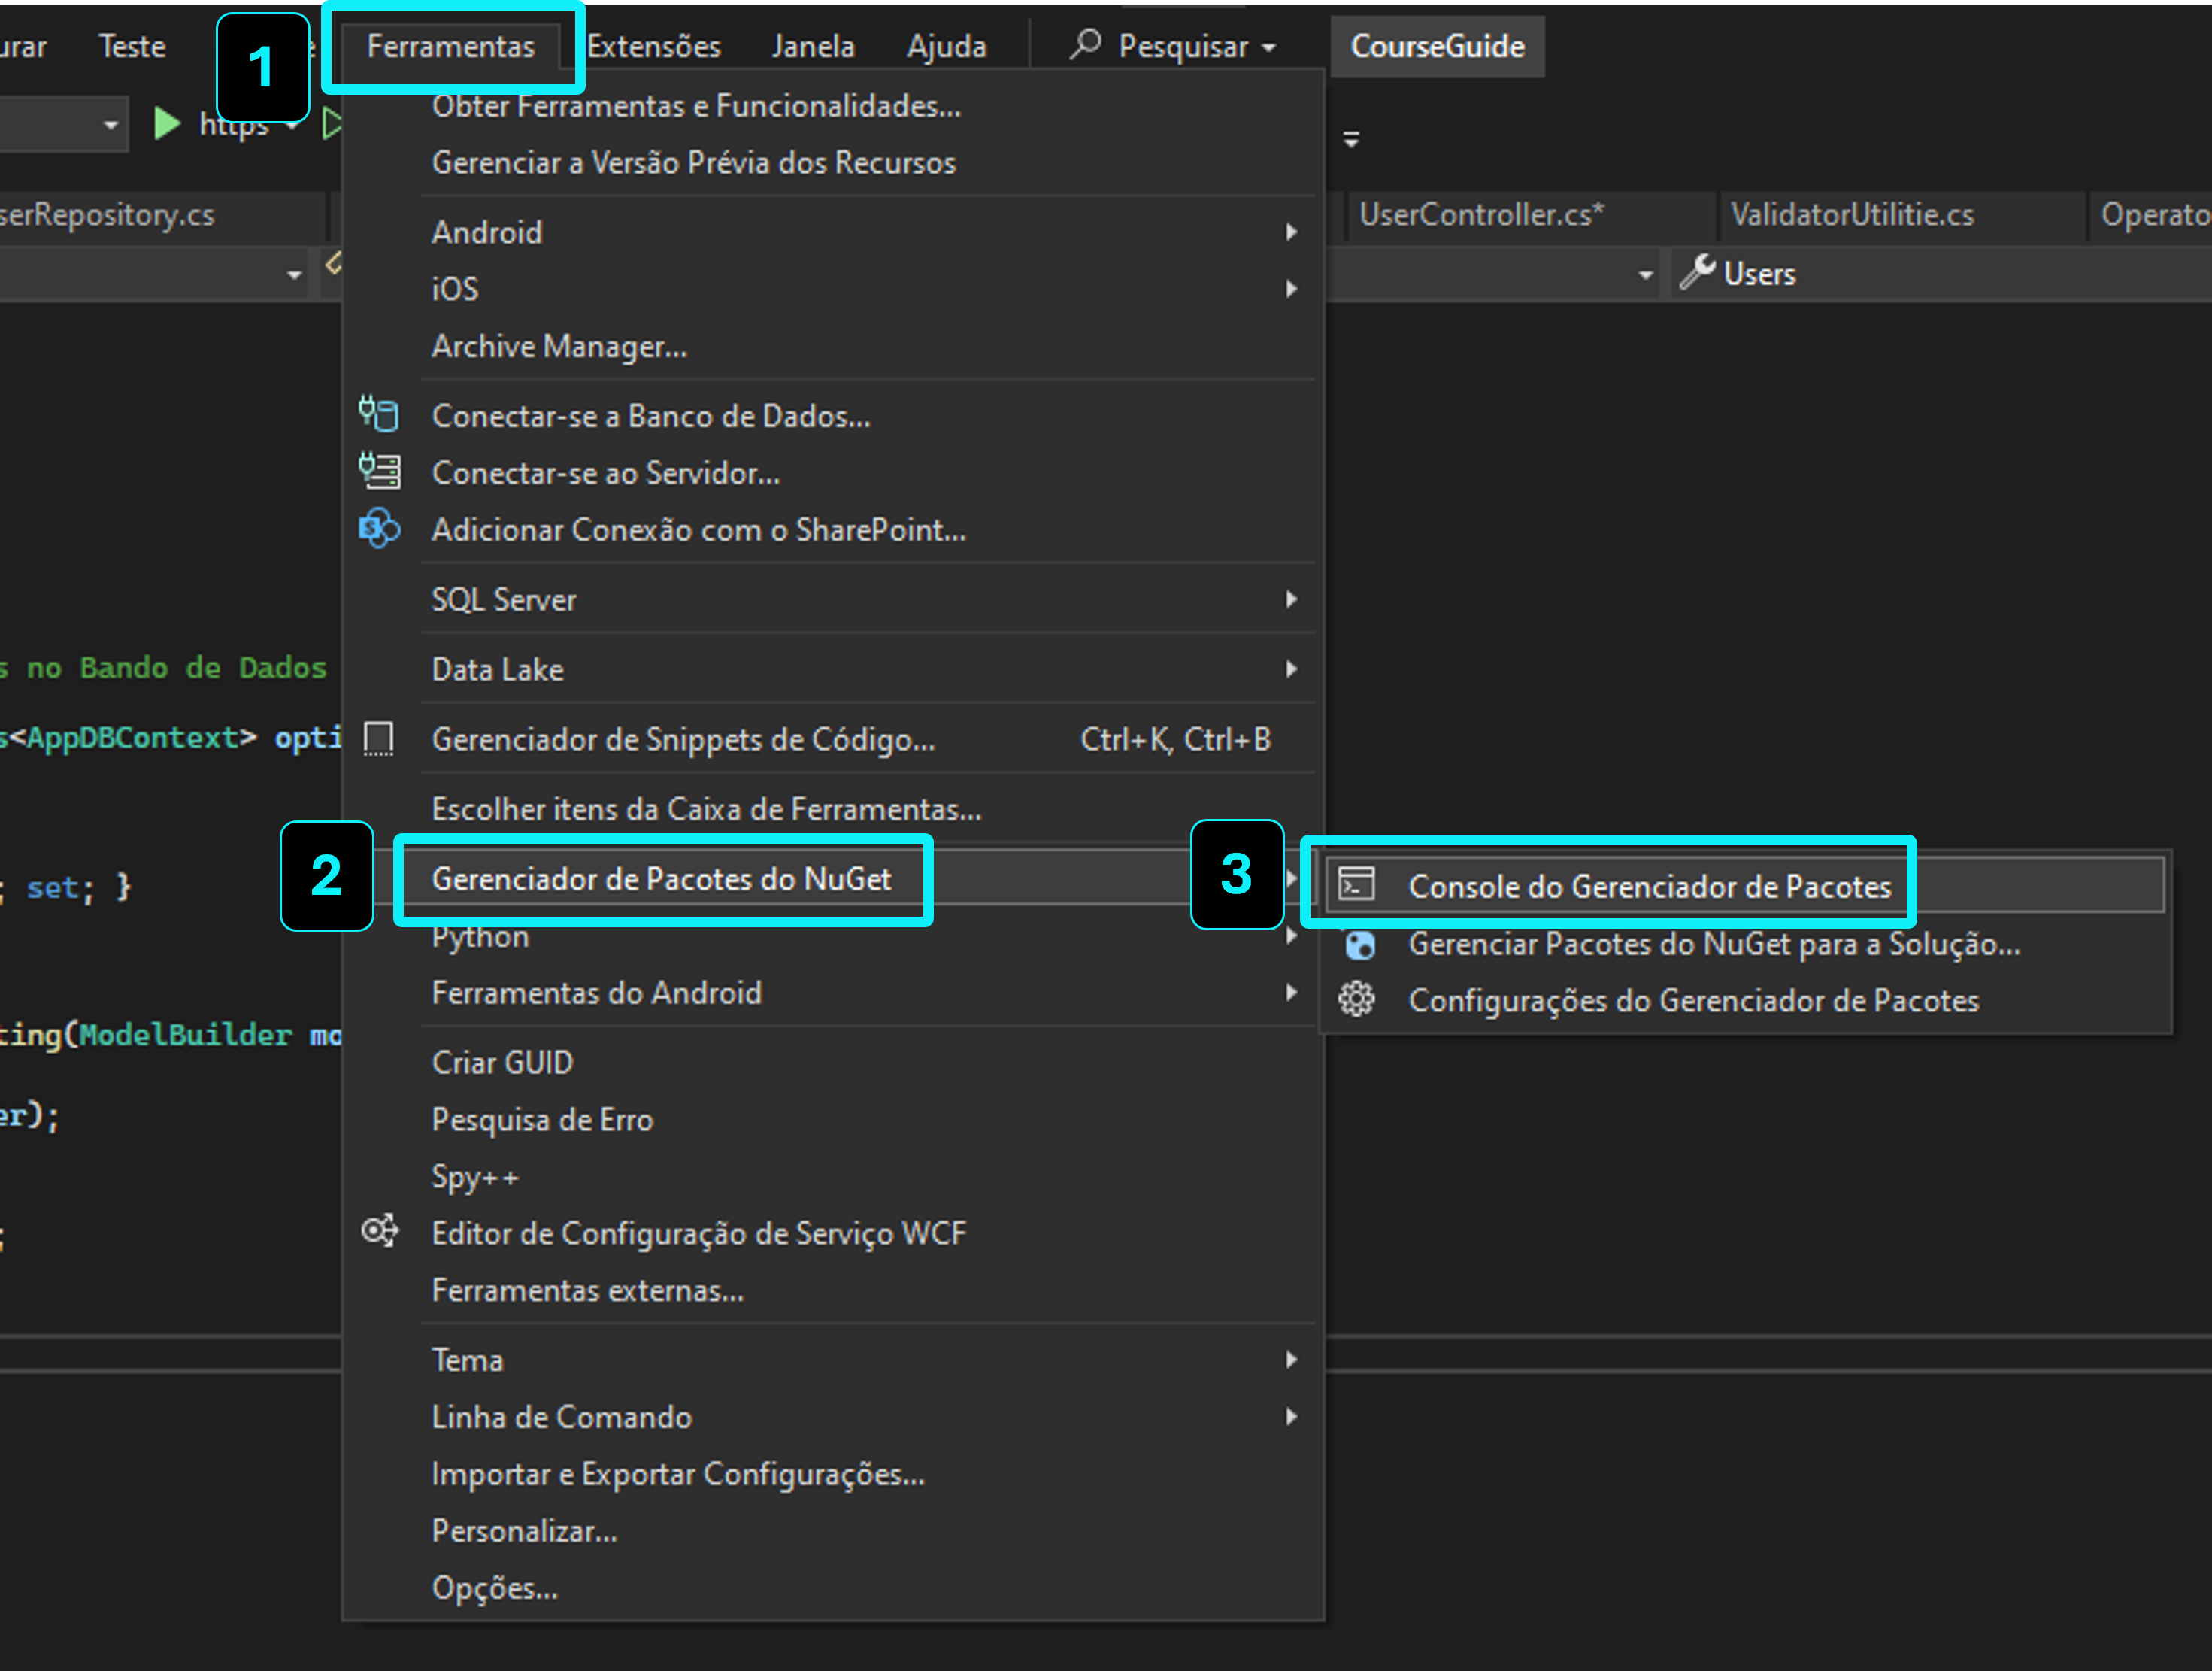 urar Teste 1 e Ferramentas Extensões Janela Ajuda Pesquisar CourseGuide
https
Obter Ferramentas e Funcionalidades...
Gerenciar a Versão Prévia dos Recursos
serRepository.cs UserController.cs* ValidatorUtilitie.cs Operato
Android
Users
iOS
Archive Manager...
Conectar-se a Banco de Dados...
Conectar-se ao Servidor...
Adicionar Conexão com o SharePoint...
SQL Server
s no Bando de Dados
Data Lake
s<AppDBContext> opti
Gerenciador de Snippets de Código... Ctrl+K, Ctrl+B
Escolher itens da Caixa de Ferramentas...
; set; }
2 Gerenciador de Pacotes do NuGet 3 Console do Gerenciador de Pacotes
Python
Gerenciar Pacotes do NuGet para a Solução...
Ferramentas do Android
Configurações do Gerenciador de Pacotes
ting(ModelBuilder mo
Criar GUID
er);
Pesquisa de Erro
Spy++
;
Editor de Configuração de Serviço WCF
Ferramentas externas...
Tema
Linha de Comando
Importar e Exportar Configurações...
Personalizar...
Opções...